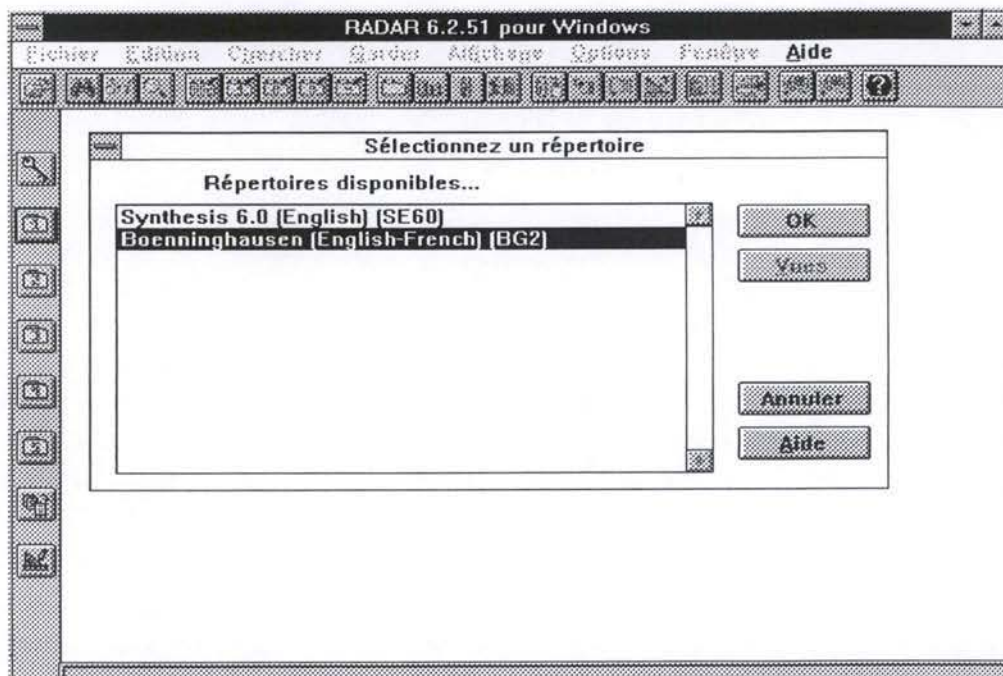 RADAR 6.2.51 pour Windows
Fichier Edition Chercher Garder Affichage Options Fenêtre Aide
Sélectionnez un répertoire
Répertoires disponibles...
Synthesis 6.0 (English) (SE60)
Boenninghausen (English-French) (BG2)
OK
Vues
Annuler
Aide